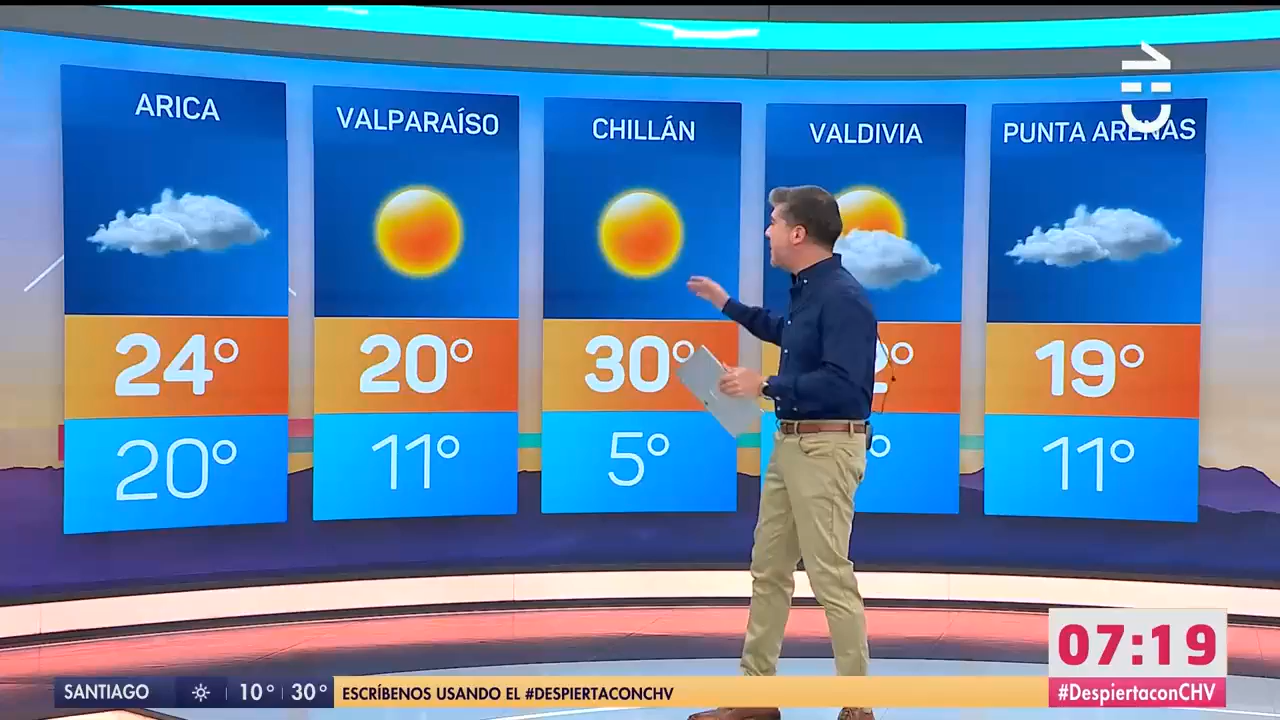 ARICA
24°
20°
VALPARAÍSO
20°
11°
CHILLÁN
30°
5°
VALDIVIA
PUNTA ARENAS
19°
11°
07:19
#DespiertaconCHV
SANTIAGO 10° 30° ESCRÍBENOS USANDO EL #DESPIERTACONCHV